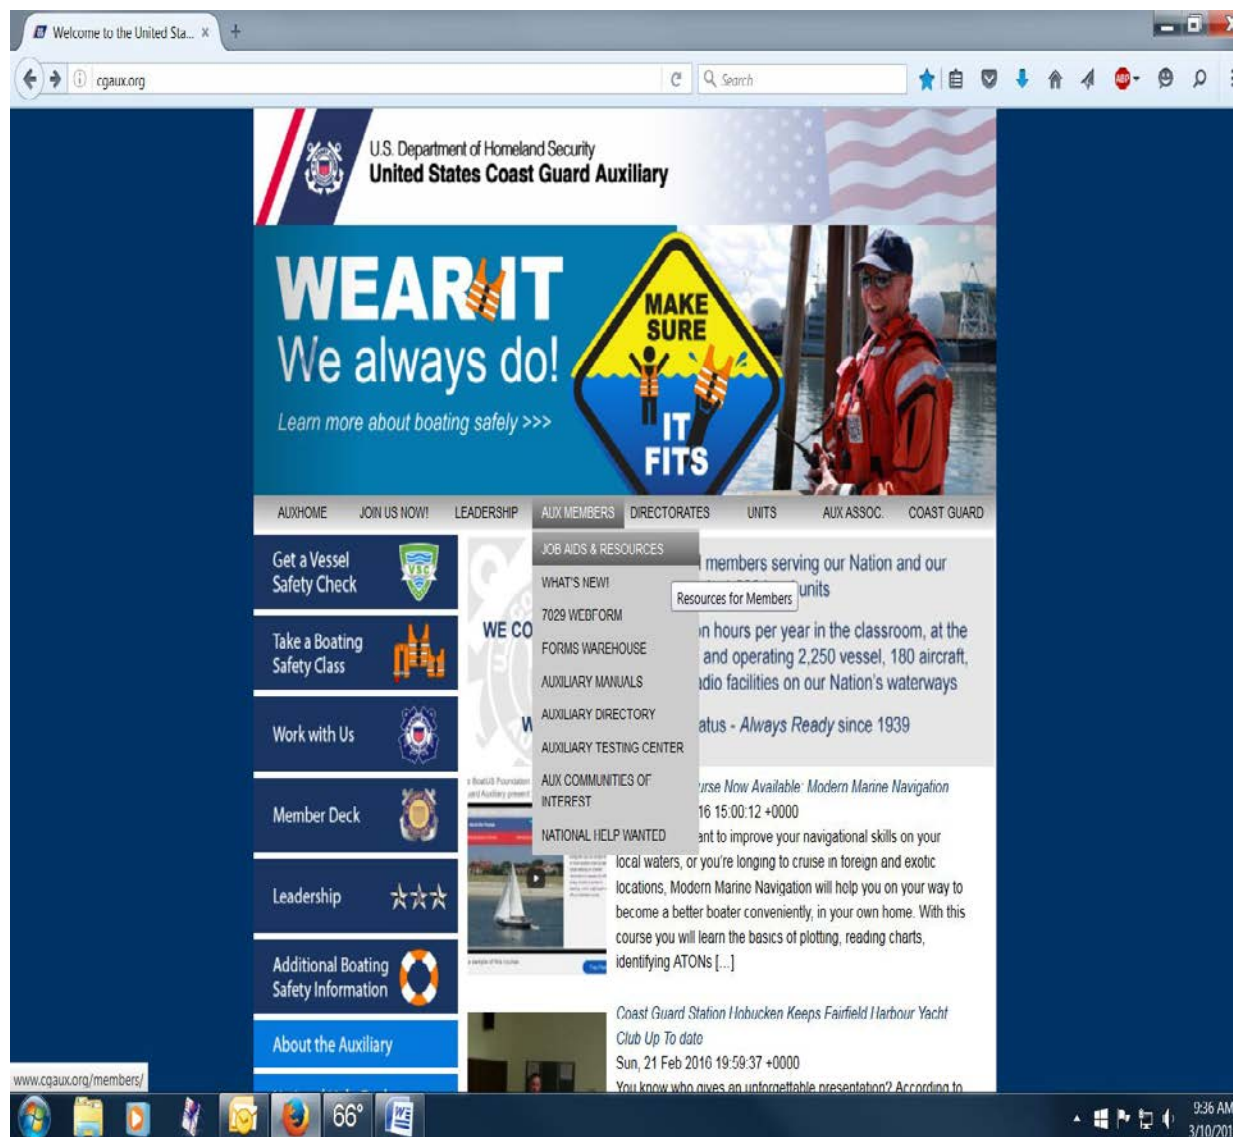 Welcome to the United Sta... ×
+
cgaux.org
Search
ABP
U.S. Department of Homeland Security
United States Coast Guard Auxiliary
WEAR IT
We always do!
Learn more about boating safely >>>
MAKE
SURE
IT
FITS
AUXHOME JOIN US NOW! LEADERSHIP AUX MEMBERS DIRECTORATES UNITS AUX ASSOC. COAST GUARD
JOB AIDS & RESOURCES
WHAT'S NEW!
7029 WEBFORM
FORMS WAREHOUSE
AUXILIARY MANUALS
AUXILIARY DIRECTORY
AUXILIARY TESTING CENTER
AUX COMMUNITIES OF
INTEREST
NATIONAL HELP WANTED
Resources for Members
Get a Vessel
Safety Check
VSC
Take a Boating
Safety Class
Work with Us
Member Deck
Leadership
Additional Boating
Safety Information
About the Auxiliary
members serving our Nation and our
units
WE CO
hours per year in the classroom, at the
and operating 2,250 vessel, 180 aircraft,
facilities on our Nation's waterways
W
atus - Always Ready since 1939
urse Now Available: Modern Marine Navigation
16 15:00:12 +0000
ant to improve your navigational skills on your
local waters, or you're longing to cruise in foreign and exotic
locations, Modern Marine Navigation will help you on your way to
become a better boater conveniently, in your own home. With this
course you will learn the basics of plotting, reading charts,
identifying ATONs [...]
Coast Guard Station Hobucken Keeps Fairfield Harbour Yacht
Club Up To date
Sun, 21 Feb 2016 19:59:37 +0000
You know who gives an unforgettable presentation? According to
www.cgaux.org/members/
66°
9:36 AM
3/10/201